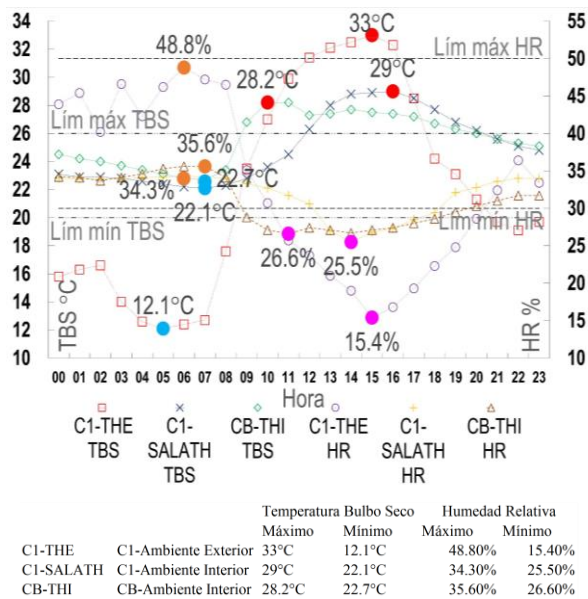 34 33°C 55
32 48.8% 50
30 28.2°C 29°C Lím máx HR 45
28 Lím máx TBS 40
26 35.6%
24 22.7°C 35
22 34.3%
20 22.1°C Lím mín HR 30
18 Lím mín TBS 25
16 26.6% 25.5% 20
14 12.1°C 15.4% 15
12
10 TBS °C HR % 10
00 01 02 03 04 05 06 07 08 09 10 11 12 13 14 15 16 17 18 19 20 21 22 23
Hora
C1-THE C1- CB-THI C1-THE C1- CB-THI
TBS SALATH TBS HR SALATH HR
TBS HR
Temperatura Bulbo Seco Humedad Relativa
Máximo Mínimo Máximo Mínimo
C1-THE C1-Ambiente Exterior 33°C 12.1°C 48.80% 15.40%
C1-SALATH C1-Ambiente Interior 29°C 22.1°C 34.30% 25.50%
CB-THI CB-Ambiente Interior 28.2°C 22.7°C 35.60% 26.60%